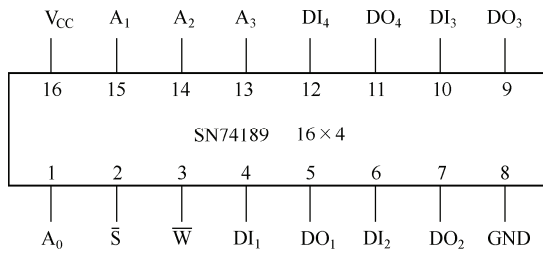 V_CC A₁ A₂ A₃ DI₄ DO₄ DI₃ DO₃
16 15 14 13 12 11 10 9
SN74189 16×4
1 2 3 4 5 6 7 8
A₀ S̅ W̅ DI₁ DO₁ DI₂ DO₂ GND